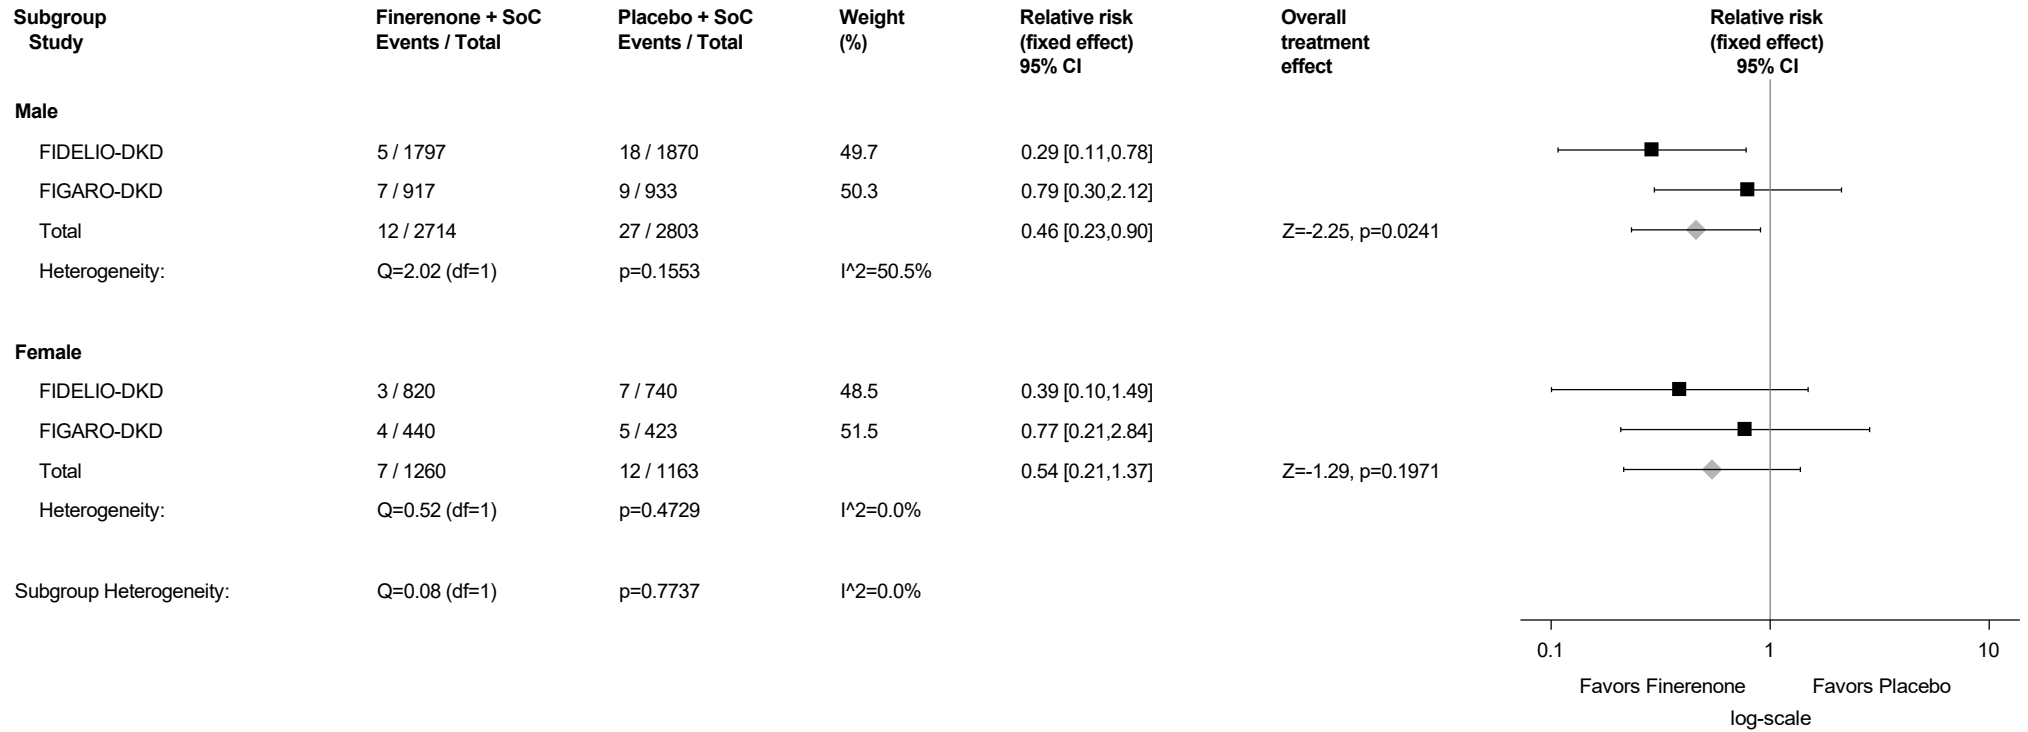 Subgroup Finerenone + SoC Placebo + SoC Weight Relative risk Overall Relative risk
Study Events / Total Events / Total (%) (fixed effect) treatment (fixed effect)
95% CI effect 95% CI
Male
FIDELIO-DKD 5 / 1797 18 / 1870 49.7 0.29 [0.11,0.78]
FIGARO-DKD 7 / 917 9 / 933 50.3 0.79 [0.30,2.12]
Total 12 / 2714 27 / 2803 0.46 [0.23,0.90] Z=-2.25, p=0.0241
Heterogeneity: Q=2.02 (df=1) p=0.1553 I^2=50.5%
Female
FIDELIO-DKD 3 / 820 7 / 740 48.5 0.39 [0.10,1.49]
FIGARO-DKD 4 / 440 5 / 423 51.5 0.77 [0.21,2.84]
Total 7 / 1260 12 / 1163 0.54 [0.21,1.37] Z=-1.29, p=0.1971
Heterogeneity: Q=0.52 (df=1) p=0.4729 I^2=0.0%
Subgroup Heterogeneity: Q=0.08 (df=1) p=0.7737 I^2=0.0%
0.1 1 10
Favors Finerenone Favors Placebo
log-scale